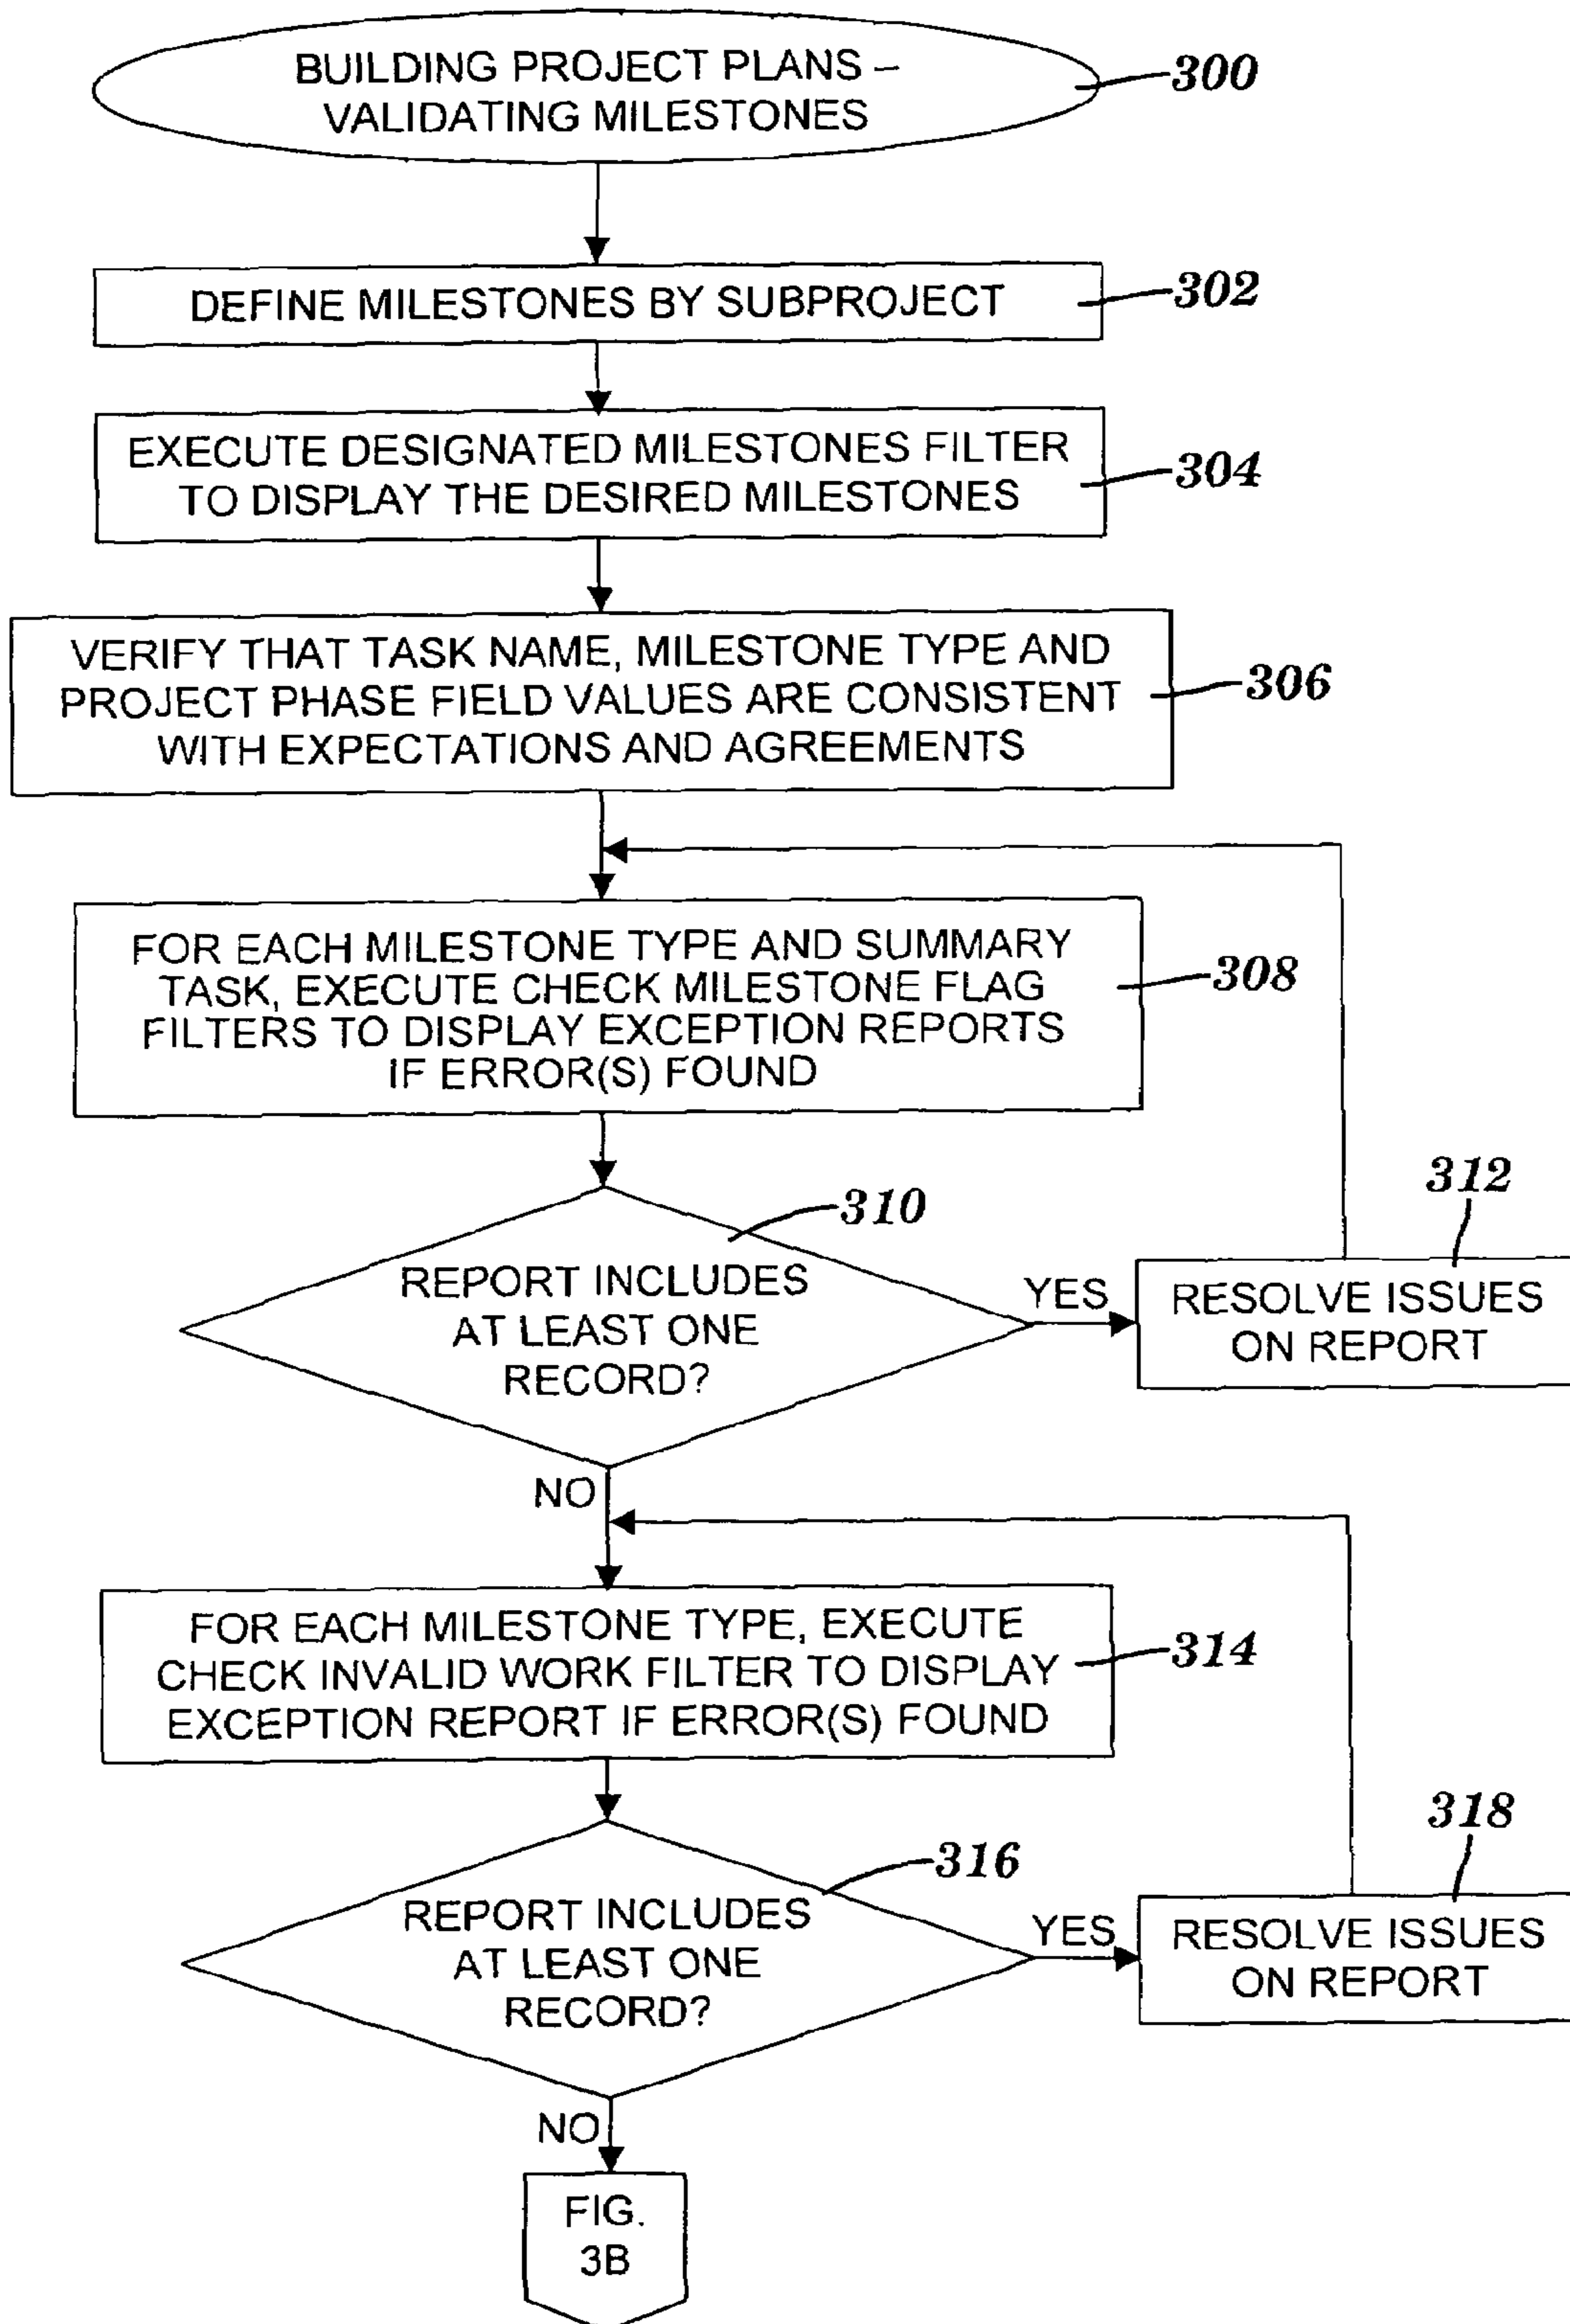 BUILDING PROJECT PLANS –
VALIDATING MILESTONES
300
DEFINE MILESTONES BY SUBPROJECT
302
EXECUTE DESIGNATED MILESTONES FILTER
TO DISPLAY THE DESIRED MILESTONES
304
VERIFY THAT TASK NAME, MILESTONE TYPE AND
PROJECT PHASE FIELD VALUES ARE CONSISTENT
WITH EXPECTATIONS AND AGREEMENTS
306
FOR EACH MILESTONE TYPE AND SUMMARY
TASK, EXECUTE CHECK MILESTONE FLAG
FILTERS TO DISPLAY EXCEPTION REPORTS
IF ERROR(S) FOUND
308
310
REPORT INCLUDES
AT LEAST ONE
RECORD?
YES
312
RESOLVE ISSUES
ON REPORT
NO
FOR EACH MILESTONE TYPE, EXECUTE
CHECK INVALID WORK FILTER TO DISPLAY
EXCEPTION REPORT IF ERROR(S) FOUND
314
316
REPORT INCLUDES
AT LEAST ONE
RECORD?
YES
318
RESOLVE ISSUES
ON REPORT
NO
FIG.
3B